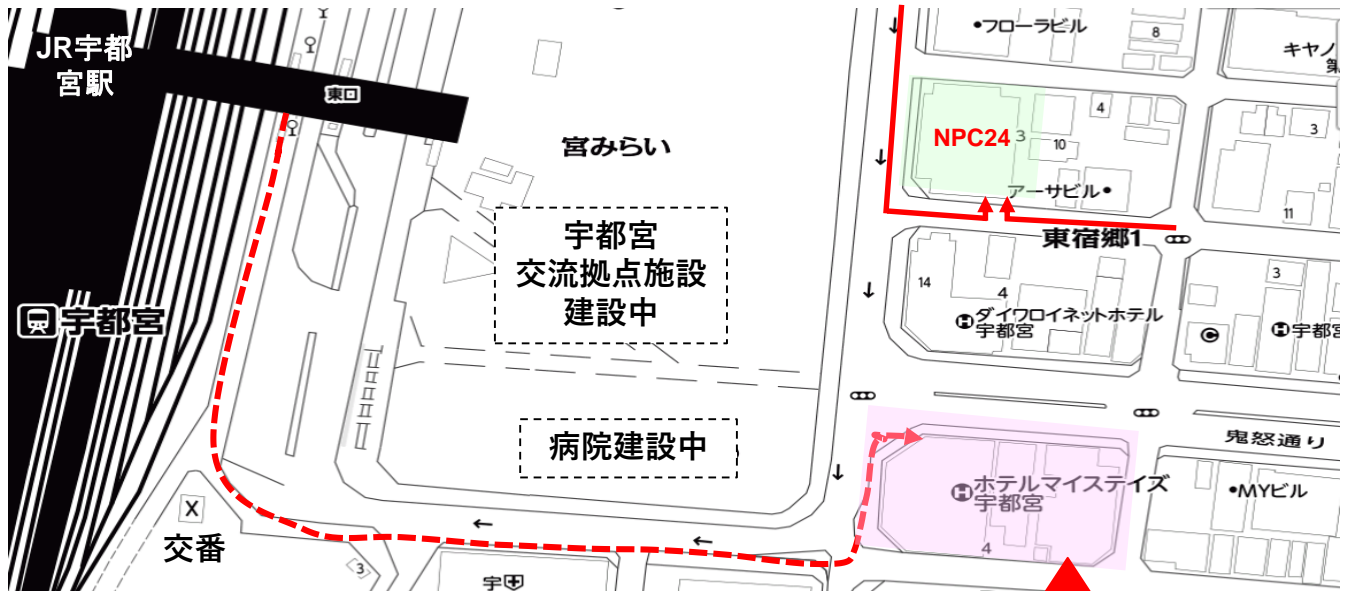 JR宇都
宮駅
東口
宮みらい
宇都宮
交流拠点施設
建設中
病院建設中
宇都宮
交番
X
3
宇
フローラビル
8
キヤノ
第
NPC24
3
4
10
3
アーサビル
11
東宿郷1
14
4
ダイワロイネットホテル
宇都宮
3
C
宇都宮
鬼怒通り
ホテルマイステイズ
宇都宮
4
MYビル